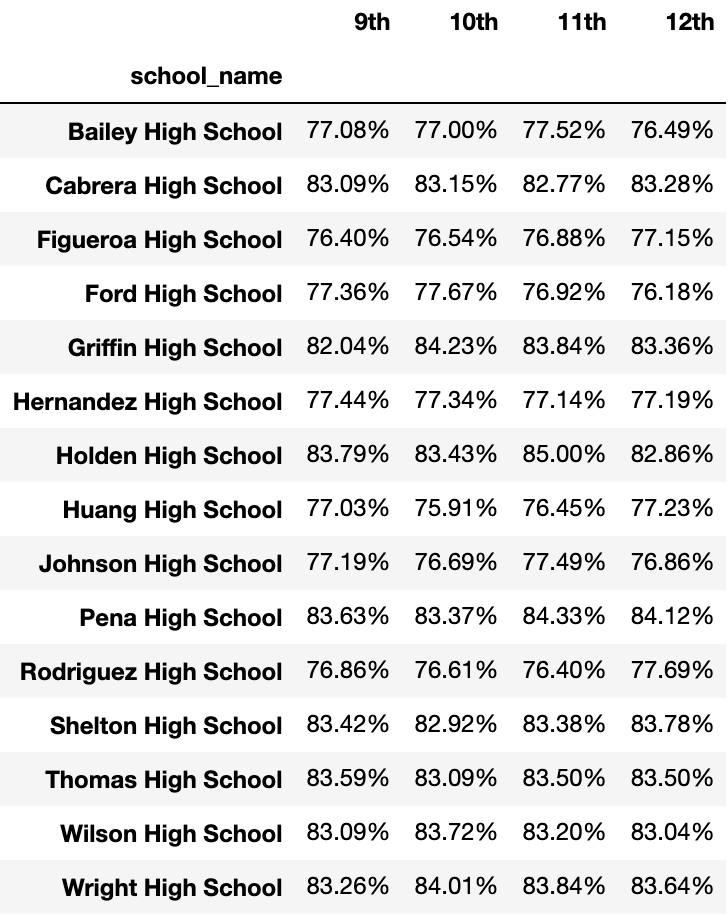 9th 10th 11th 12th
school_name
Bailey High School 77.08% 77.00% 77.52% 76.49%
Cabrera High School 83.09% 83.15% 82.77% 83.28%
Figueroa High School 76.40% 76.54% 76.88% 77.15%
Ford High School 77.36% 77.67% 76.92% 76.18%
Griffin High School 82.04% 84.23% 83.84% 83.36%
Hernandez High School 77.44% 77.34% 77.14% 77.19%
Holden High School 83.79% 83.43% 85.00% 82.86%
Huang High School 77.03% 75.91% 76.45% 77.23%
Johnson High School 77.19% 76.69% 77.49% 76.86%
Pena High School 83.63% 83.37% 84.33% 84.12%
Rodriguez High School 76.86% 76.61% 76.40% 77.69%
Shelton High School 83.42% 82.92% 83.38% 83.78%
Thomas High School 83.59% 83.09% 83.50% 83.50%
Wilson High School 83.09% 83.72% 83.20% 83.04%
Wright High School 83.26% 84.01% 83.84% 83.64%